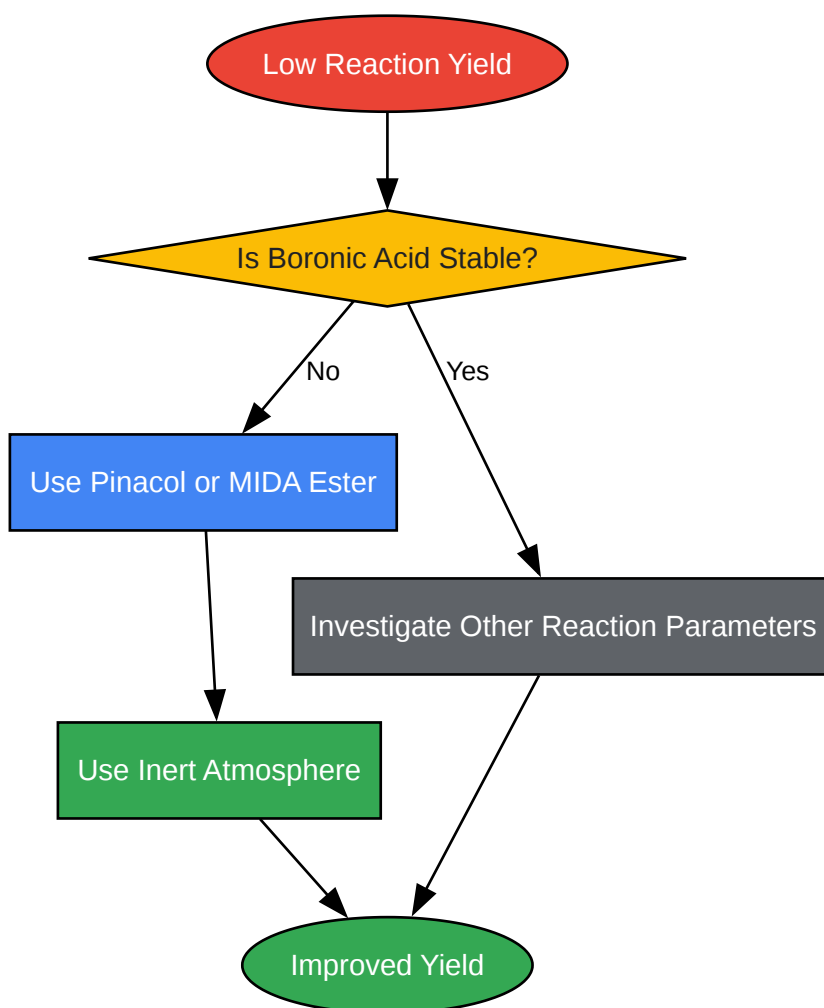 Low Reaction Yield
Is Boronic Acid Stable?
No
Yes
Use Pinacol or MIDA Ester
Investigate Other Reaction Parameters
Use Inert Atmosphere
Improved Yield